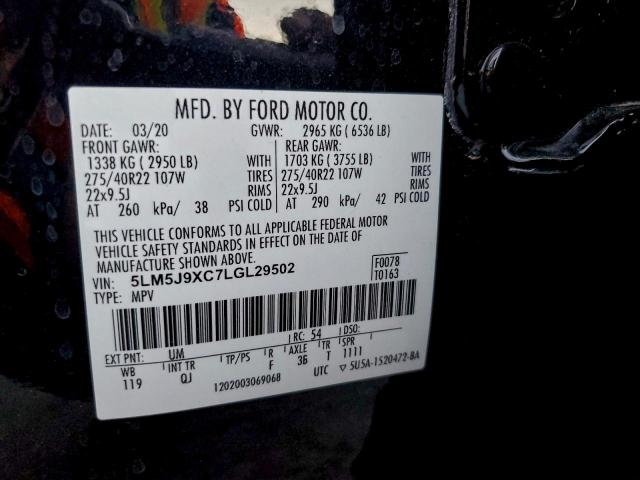 MFD. BY FORD MOTOR CO.
DATE: 03/20 GVWR: 2965 KG ( 6536 LB)
FRONT GAWR: REAR GAWR:
1338 KG ( 2950 LB) WITH 1703 KG ( 3755 LB) WITH
275/40R22 107W TIRES 275/40R22 107W TIRES
22x9.5J RIMS 22x9.5J RIMS
AT 260 kPa/ 38 PSI COLD AT 290 kPa/ 42 PSI COLD
THIS VEHICLE CONFORMS TO ALL APPLICABLE FEDERAL MOTOR
VEHICLE SAFETY STANDARDS IN EFFECT ON THE DATE OF
MANUFACTURE SHOWN ABOVE.
VIN: 5LM5J9XC7LGL29502 F0078
TYPE: MPV T0163
EXT PNT: UM RC: 54 DSO:
WB INT TR TP/PS R AXLE TR SPR
119 QJ F 36 T 1111
1202003069068 UTC ▽ 5U5A-1520472-BA